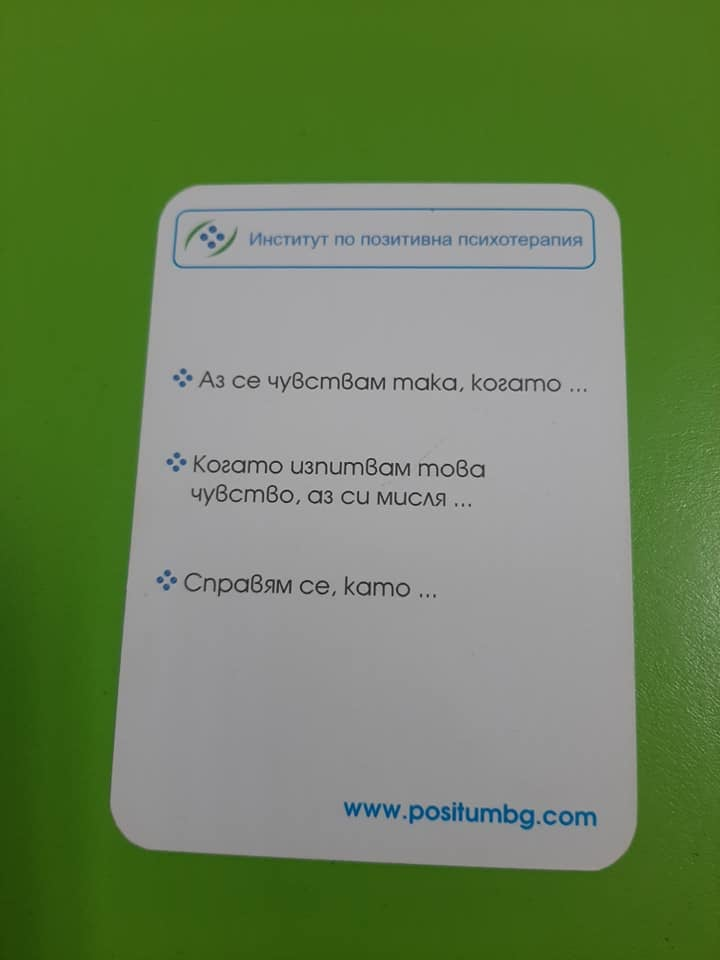 Институт по позитивна психотерапия
Аз се чувствам така, когато ...
Когато изпитвам това
чувство, аз си мисля ...
Справям се, като ...
www.positumbg.com